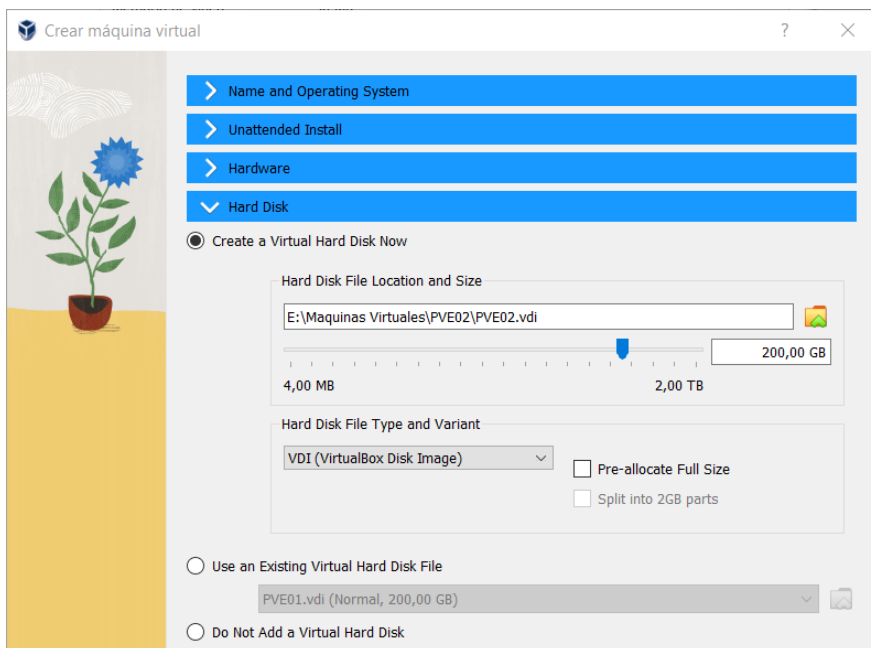 Crear máquina virtual
?
Name and Operating System
Unattended Install
Hardware
Hard Disk
Create a Virtual Hard Disk Now
Hard Disk File Location and Size
E:\Maquinas Virtuales\PVE02\PVE02.vdi
200,00 GB
4,00 MB 2,00 TB
Hard Disk File Type and Variant
VDI (VirtualBox Disk Image)
Pre-allocate Full Size
Split into 2GB parts
Use an Existing Virtual Hard Disk File
PVE01.vdi (Normal, 200,00 GB)
Do Not Add a Virtual Hard Disk